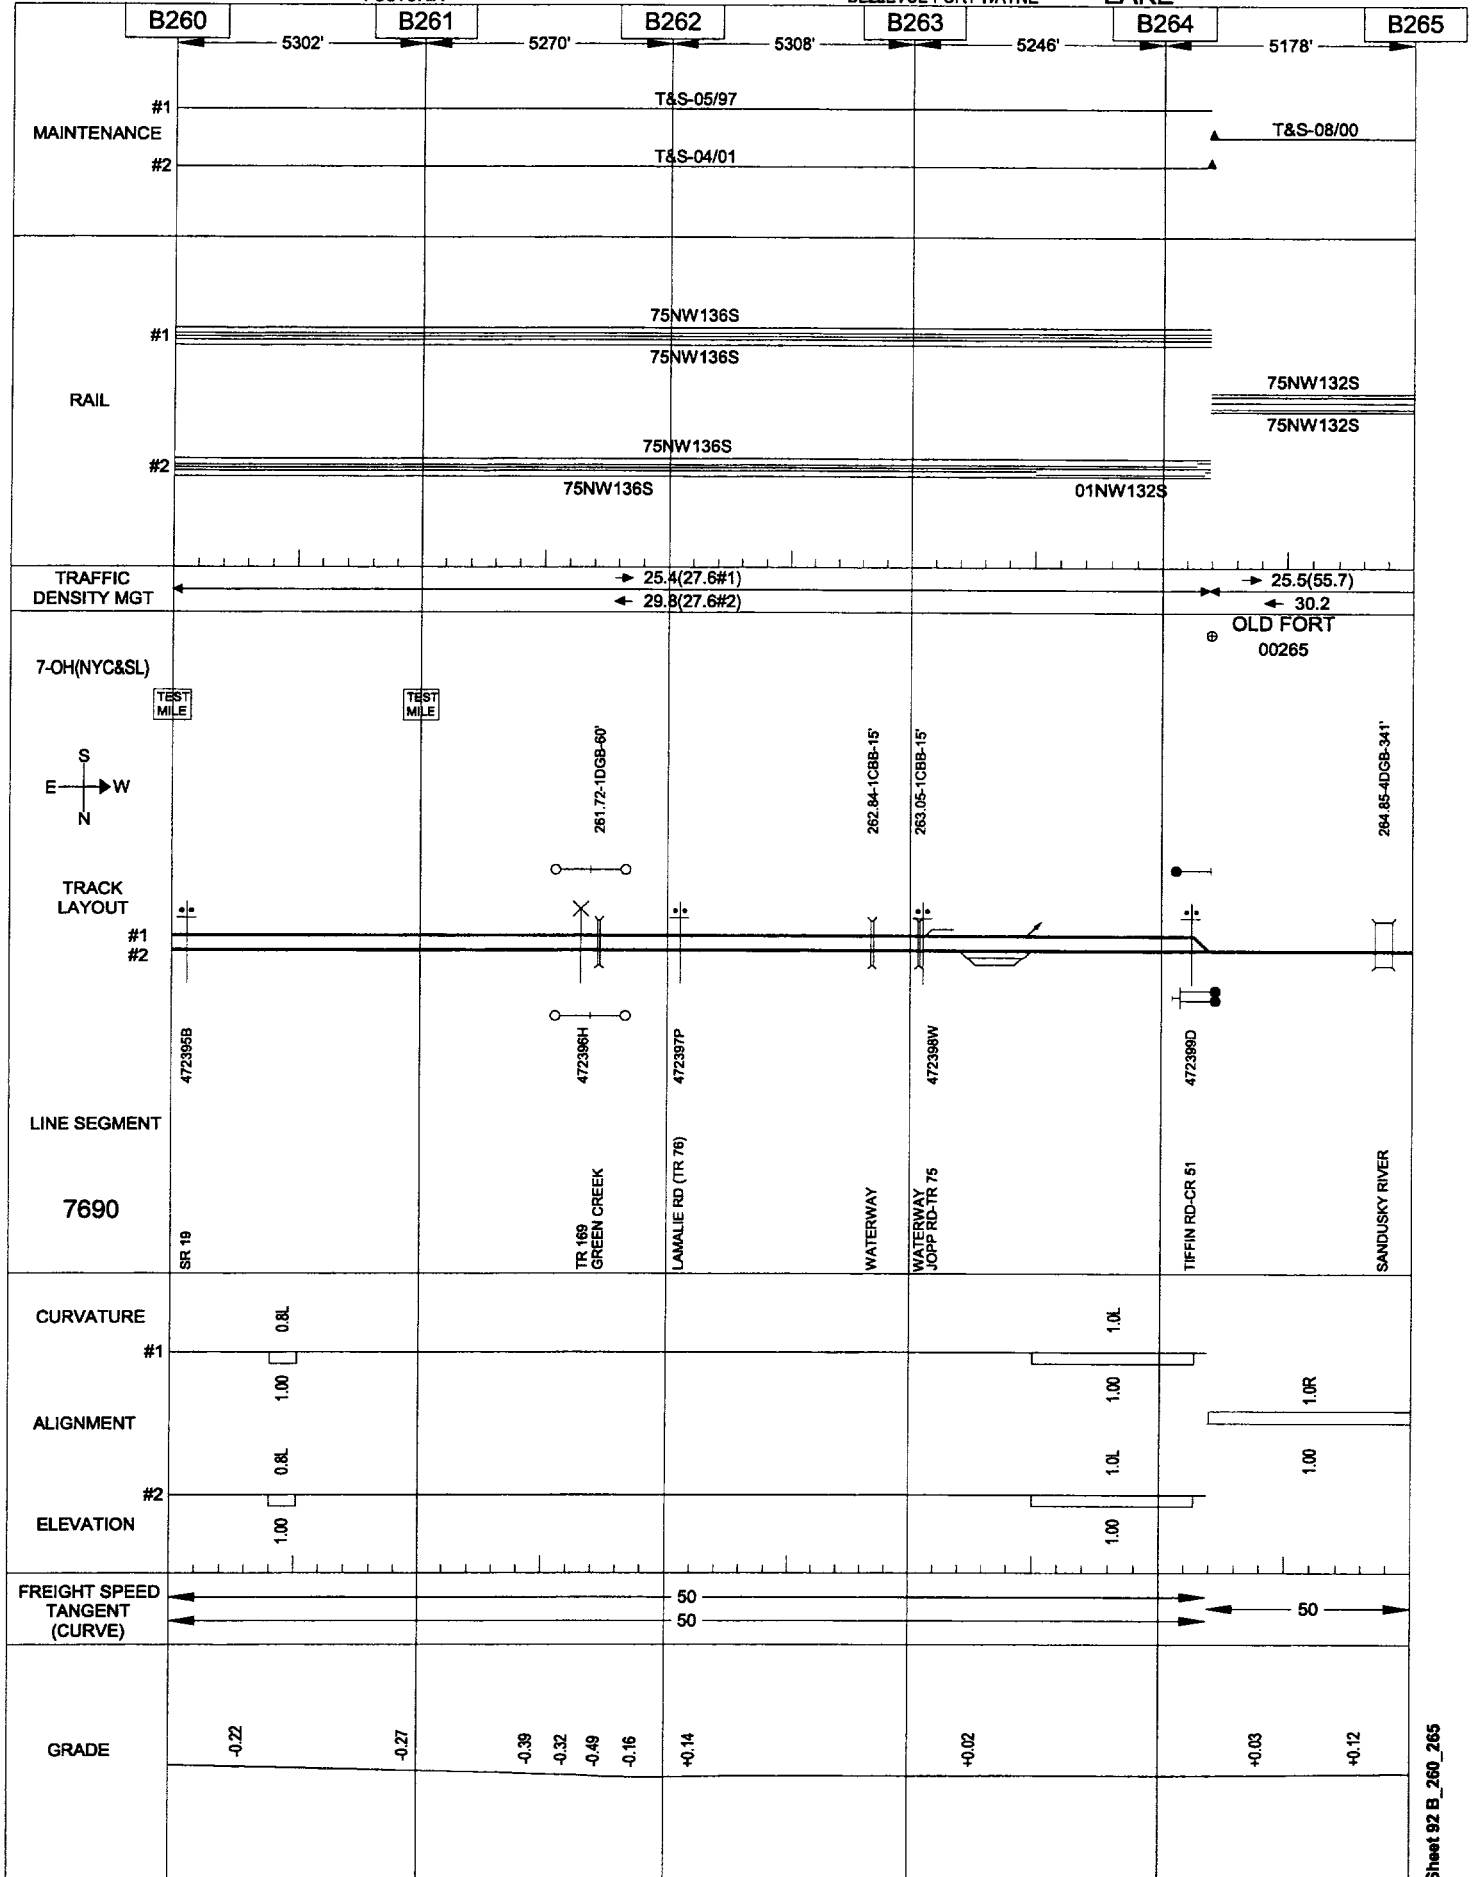 B260 B261 B262 B263 B264 B265
5302' 5270' 5308' 5246' 5178'
#1 T&S-05/97
MAINTENANCE T&S-08/00
#2 T&S-04/01
75NW136S
#1
75NW136S
75NW132S
RAIL
75NW132S
75NW136S
#2
75NW136S 01NW132S
TRAFFIC
DENSITY MGT
25.4(27.6#1) 25.5(55.7)
29.8(27.6#2) 30.2
OLD FORT
00265
7-OH(NYC&SL)
TEST
MILE
TEST
MILE
S
E W
N
261.72-1DGB-60'
262.84-1CBB-15'
263.05-1CBB-15'
264.85-4DGB-341'
TRACK
LAYOUT
#1
#2
472395B
472396H
472397P
472398W
472399D
LINE SEGMENT
7690
SR 19
TR 169
GREEN CREEK
LAMALIE RD (TR 76)
WATERWAY
WATERWAY
JOPP RD-TR 75
TIFFIN RD-CR 51
SANDUSKY RIVER
CURVATURE
0.8L 1.0L
#1
1.00 1.00 1.0R
ALIGNMENT
0.8L 1.0L 1.00
#2
ELEVATION
1.00 1.00
FREIGHT SPEED
TANGENT
(CURVE)
50
50
50
GRADE
-0.22 -0.27 -0.39 -0.32 -0.49 -0.16 +0.14 +0.02 +0.03 +0.12
Sheet 92 B_260_265